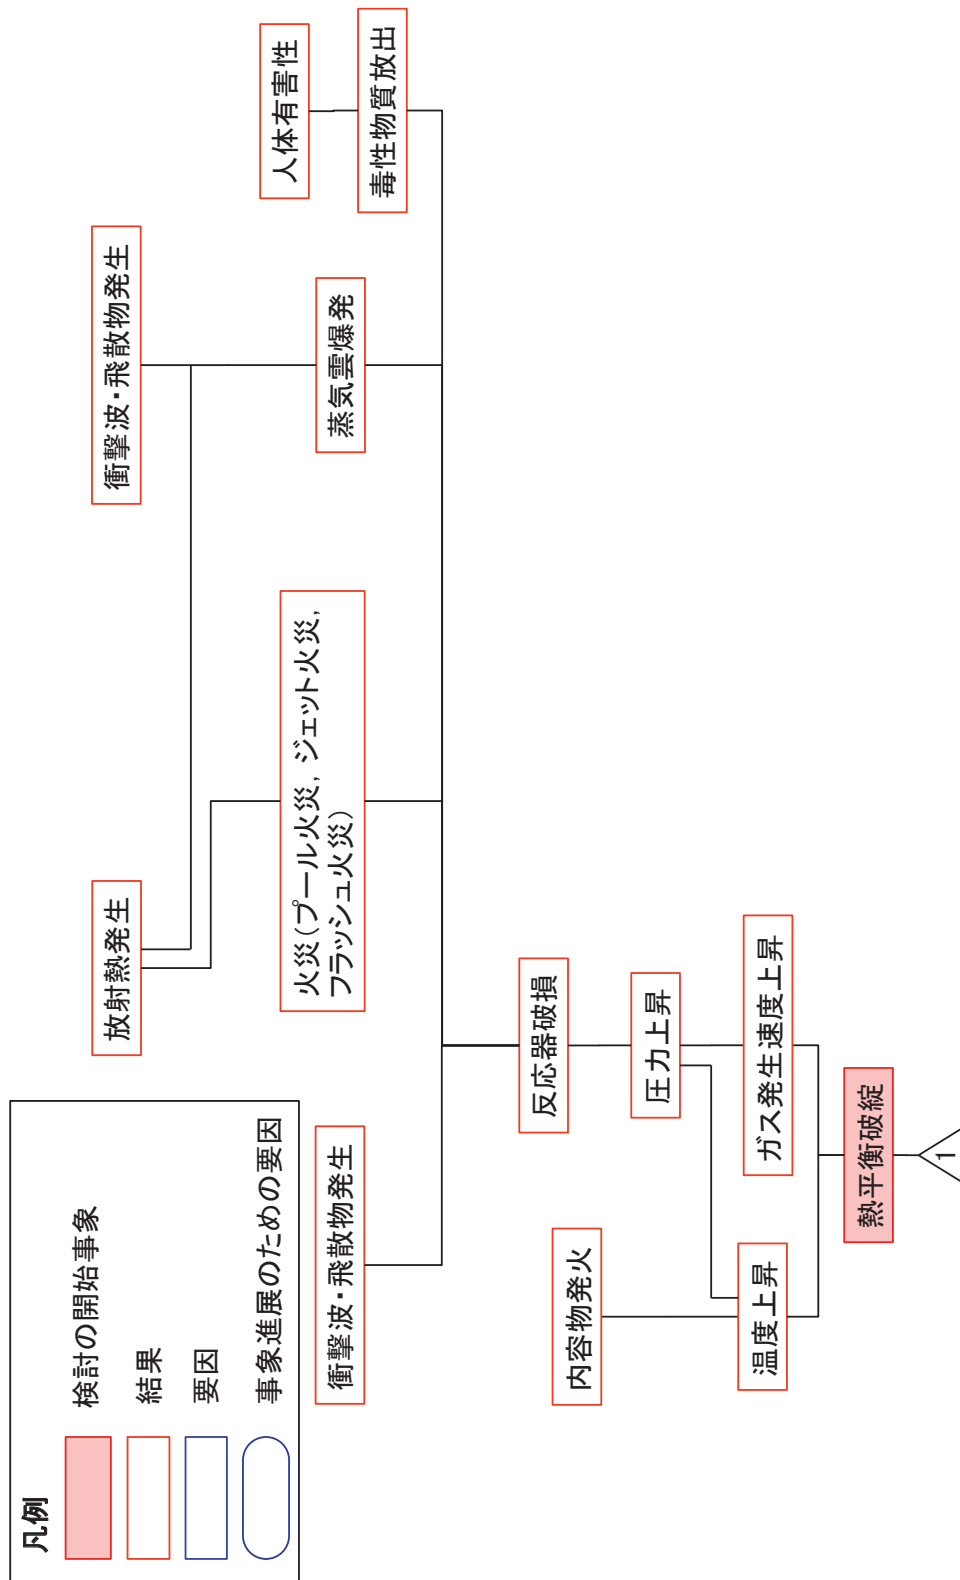 凡例
検討の開始事象
結果
要因
事象進展のための要因
放射熱発生
衝撃波・飛散物発生
人体有害性
衝撃波・飛散物発生
火災(プール火災, ジェット火災,
フラッシュ火災)
蒸気雲爆発
毒性物質放出
反応器破損
内容物発火
圧力上昇
温度上昇
ガス発生速度上昇
熱平衡破綻
1